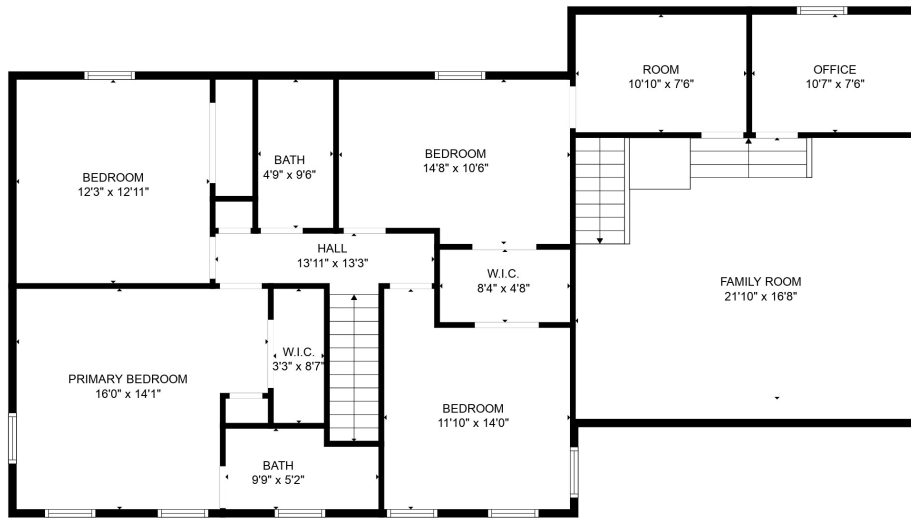 ROOM
10'10" x 7'6"
OFFICE
10'7" x 7'6"
BEDROOM
12'3" x 12'11"
BATH
4'9" x 9'6"
BEDROOM
14'8" x 10'6"
HALL
13'11" x 13'3"
W.I.C.
8'4" x 4'8"
FAMILY ROOM
21'10" x 16'8"
PRIMARY BEDROOM
16'0" x 14'1"
W.I.C.
3'3" x 8'7"
BEDROOM
11'10" x 14'0"
BATH
9'9" x 5'2"